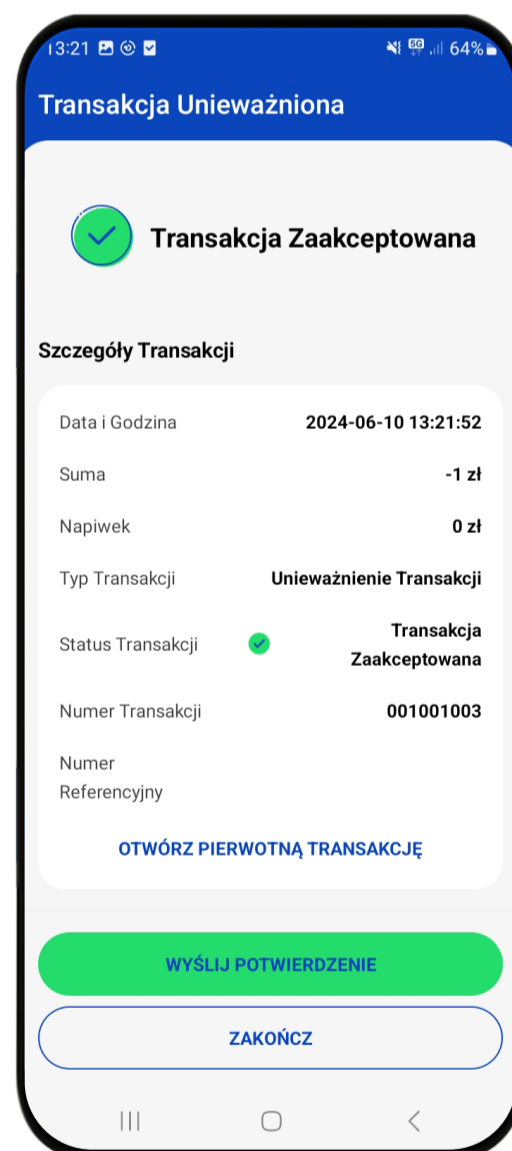 13:21 5G 64%
Transakcja Unieważniona
Transakcja Zaakceptowana
Szczegóły Transakcji
Data i Godzina 2024-06-10 13:21:52
Suma -1 zł
Napiwek 0 zł
Typ Transakcji Unieważnienie Transakcji
Status Transakcji Transakcja
Zaakceptowana
Numer Transakcji 001001003
Numer
Referencyjny
OTWÓRZ PIERWOTNĄ TRANSAKCJĘ
WYŚLIJ POTWIERDZENIE
ZAKOŃCZ